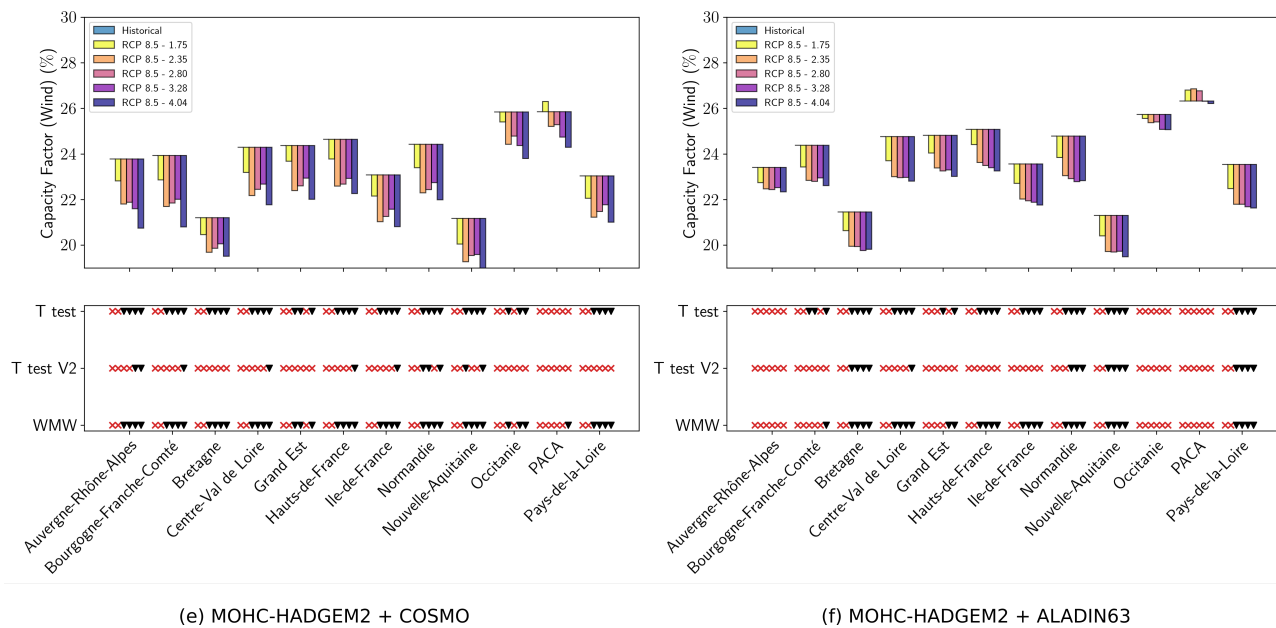 30
28
26
24
22
20
Capacity Factor (Wind) (%)
Historical
RCP 8.5 - 1.75
RCP 8.5 - 2.35
RCP 8.5 - 2.80
RCP 8.5 - 3.28
RCP 8.5 - 4.04
T test
T test V2
WMW
Auvergne-Rhône-Alpes
Bourgogne-Franche-Comté
Bretagne
Centre-Val de Loire
Grand Est
Hauts-de-France
Ile-de-France
Normandie
Nouvelle-Aquitaine
Occitanie
PACA
Pays-de-la-Loire
(e) MOHC-HADGEM2 + COSMO
30
28
26
24
22
20
Capacity Factor (Wind) (%)
Historical
RCP 8.5 - 1.75
RCP 8.5 - 2.35
RCP 8.5 - 2.80
RCP 8.5 - 3.28
RCP 8.5 - 4.04
T test
T test V2
WMW
Auvergne-Rhône-Alpes
Bourgogne-Franche-Comté
Bretagne
Centre-Val de Loire
Grand Est
Hauts-de-France
Ile-de-France
Normandie
Nouvelle-Aquitaine
Occitanie
PACA
Pays-de-la-Loire
(f) MOHC-HADGEM2 + ALADIN63